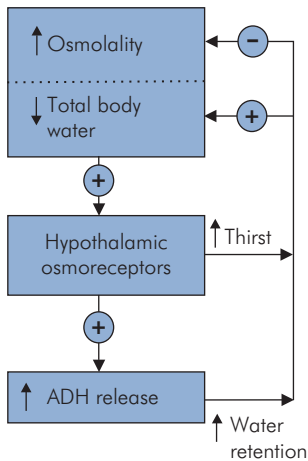 ↑ Osmolality
−
↓ Total body
water
+
+
Hypothalamic
osmoreceptors
↑ Thirst
+
↑ ADH release
↑ Water
retention